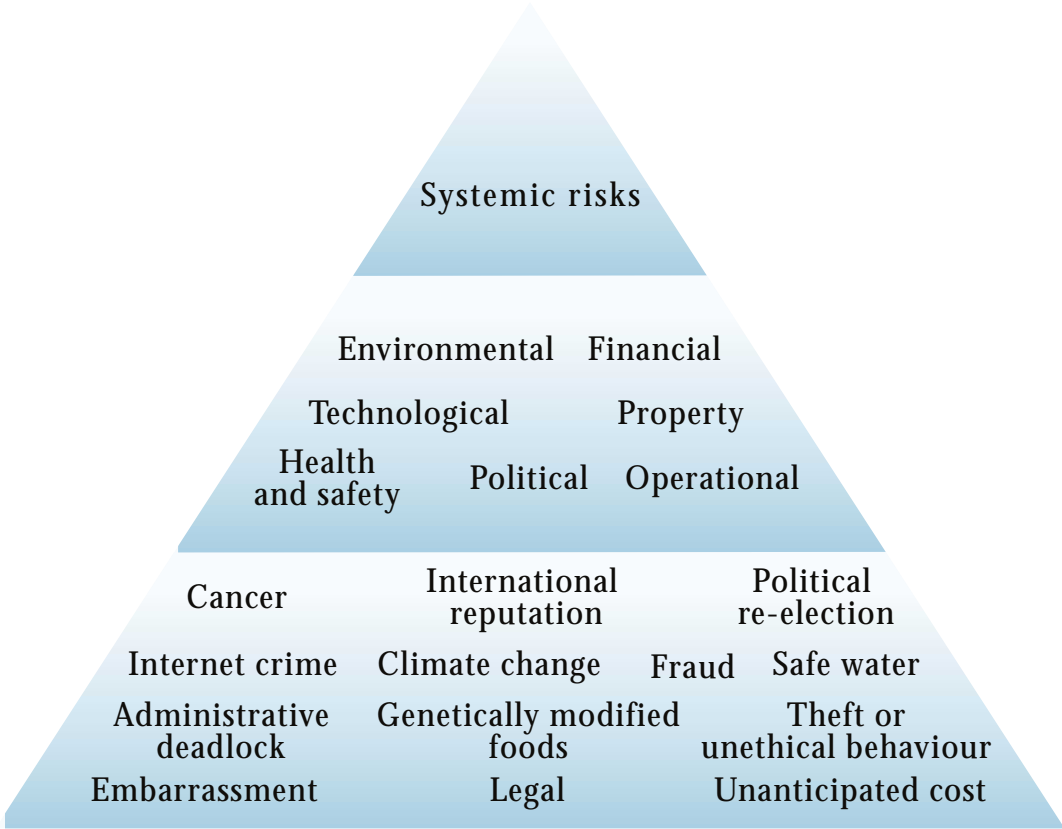 Systemic risks
Environmental Financial
Technological Property
Health
and safety Political Operational
Cancer International
reputation Political
re-election
Internet crime Climate change Fraud Safe water
Administrative
deadlock Genetically modified
foods Theft or
unethical behaviour
Embarrassment Legal Unanticipated cost